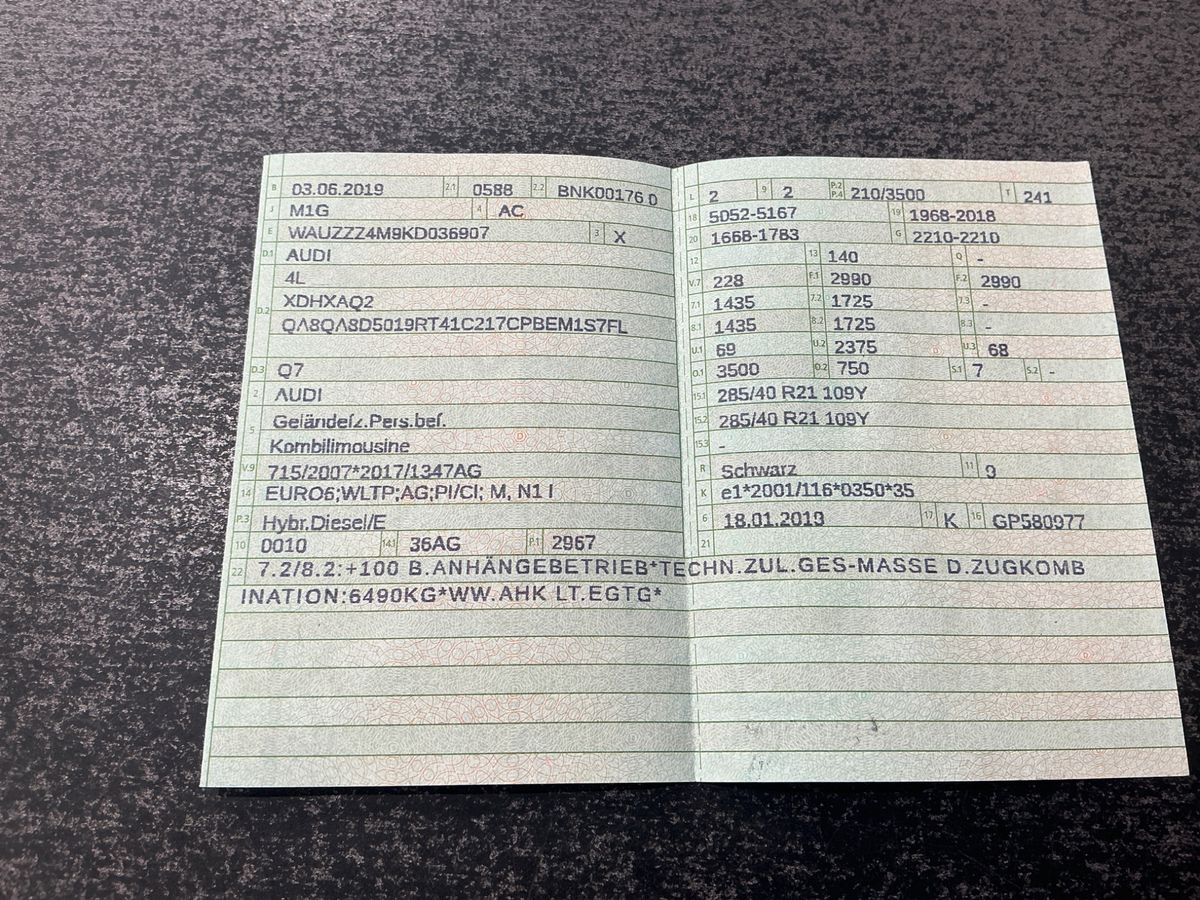 B 03.06.2019 2.1 0588 2.2 BNK00176 0
J M1G 4 AC
E WAUZZZ4M9KD036907 3 X
D.1 AUDI
4L
D.2 XDHXAQ2
QA8QA8D5019RT41C217CPBEM1S7FL
D.3 Q7
2 AUDI
5 Geländefz.Pers.bef.
Kombilimousine
V.9 715/2007*2017/1347AG
14 EURO6;WLTP;AG;PI/CI; M, N1 I
P.3 Hybr.Diesel/E
10 0010 14.1 36AG P.1 2967
22 7.2/8.2:+100 B.ANHÄNGEBETRIEB*TECHN.ZUL.GES-MASSE D.ZUGKOMB
INATION:6490KG*WW.AHK LT.EGTG*
L 2 9 2 P.2 P.4 210/3500 T 241
18 5052-5167 19 1968-2018
20 1668-1783 G 2210-2210
12 13 140 Q -
V.7 228 F.1 2990 F.2 2990
7.1 1435 7.2 1725 7.3 -
8.1 1435 8.2 1725 8.3 -
U.1 69 U.2 2375 U.3 68
O.1 3500 O.2 750 S.1 7 S.2 -
15.1 285/40 R21 109Y
15.2 285/40 R21 109Y
15.3 -
R Schwarz 11 9
K e1*2001/116*0350*35
6 18.01.2019 17 K 16 GP580977
21